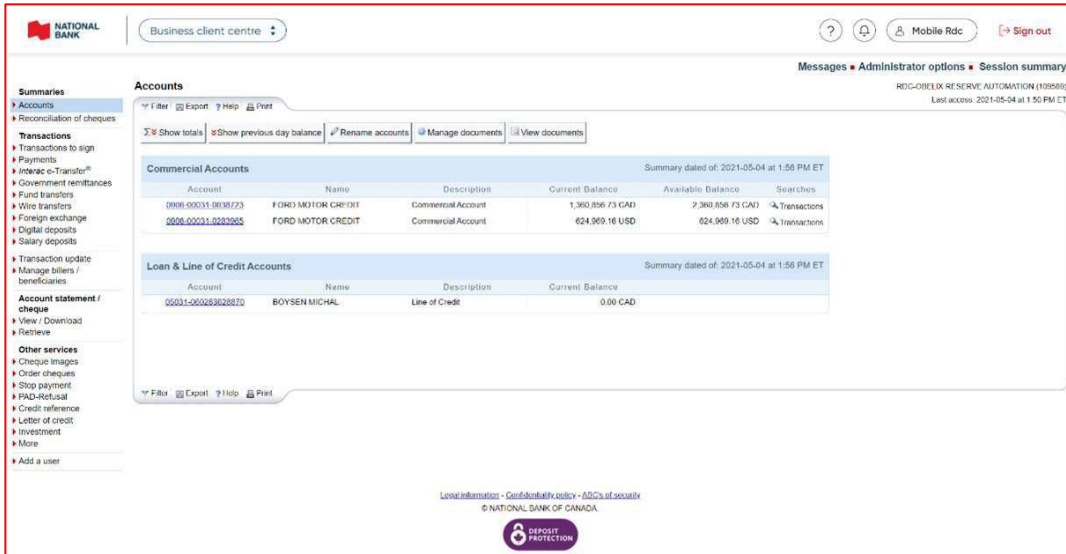 NATIONAL
BANK
Business client centre
?
Mobile Rdc
Sign out
Messages ▪ Administrator options ▪ Session summary
RDC-OBELIX RESERVE AUTOMATION (109569)
Last access: 2021-05-04 at 1:50 PM ET
Summaries
Accounts
Reconciliation of cheques
Transactions
Transactions to sign
Payments
Interac e-Transfer®
Government remittances
Fund transfers
Wire transfers
Foreign exchange
Digital deposits
Salary deposits
Transaction update
Manage billers /
beneficiaries
Account statement /
cheque
View / Download
Retrieve
Other services
Cheque images
Order cheques
Stop payment
PAD-Refusal
Credit reference
Letter of credit
Investment
More
Add a user
Accounts
Filter Export ? Help Print
Show totals Show previous day balance Rename accounts Manage documents View documents
Commercial Accounts Summary dated of: 2021-05-04 at 1:56 PM ET
Account Name Description Current Balance Available Balance Searches
FORD MOTOR CREDIT Commercial Account 1,360,856.73 CAD 2,360,856.73 CAD Transactions
FORD MOTOR CREDIT Commercial Account 624,969.16 USD 624,969.16 USD Transactions
Loan & Line of Credit Accounts Summary dated of: 2021-05-04 at 1:56 PM ET
Account Name Description Current Balance
BOYSEN MICHAL Line of Credit 0.00 CAD
Filter Export ? Help Print
Legal information - Confidentiality policy - ABC's of security
© NATIONAL BANK OF CANADA.
DEPOSIT
PROTECTION